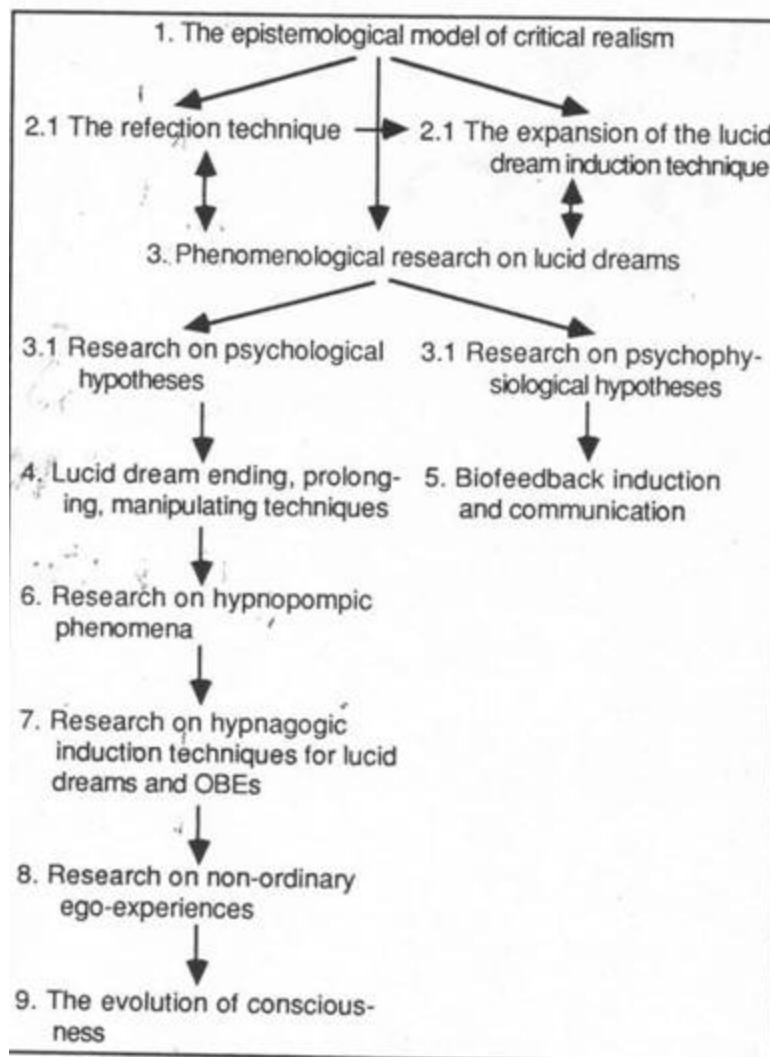 1. The epistemological model of critical realism
2.1 The refection technique
2.1 The expansion of the lucid
dream induction technique
3. Phenomenological research on lucid dreams
3.1 Research on psychological
hypotheses
3.1 Research on psychophy-
siological hypotheses
4. Lucid dream ending, prolong-
ing, manipulating techniques
5. Biofeedback induction
and communication
6. Research on hypnopompic
phenomena
7. Research on hypnagogic
induction techniques for lucid
dreams and OBEs
8. Research on non-ordinary
ego-experiences
9. The evolution of conscious-
ness